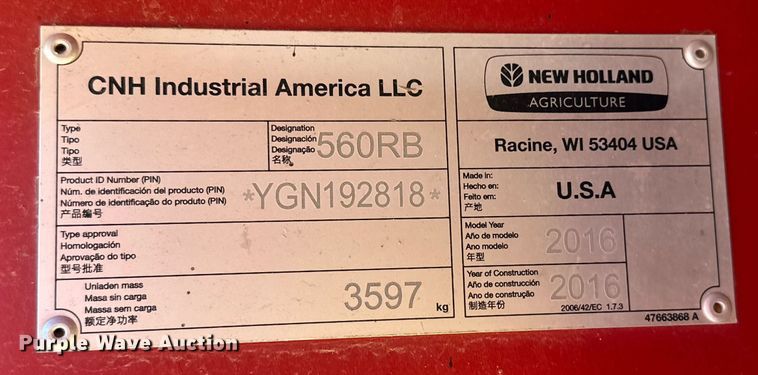 CNH Industrial America LLC
Type
Tipo
Tipo
类型
Designation
Designación
Designação
名称
560RB
Product ID Number (PIN)
Núm. de identificación del producto (PIN)
Número de identificação do produto (PIN)
产品编号
*YGN192818*
Type approval
Homologación
Aprovação do tipo
型号批准
Unladen mass
Masa sin carga
Massa sem carga
额定净功率
3597 kg
NEW HOLLAND
AGRICULTURE
Racine, WI 53404 USA
Made in:
Hecho en:
Feito em:
产地
U.S.A
Model Year
Año de modelo
Ano modelo
年型
2016
Year of Construction
Año de construcción
Ano de construção
制造年份
2016
2006/42/EC 1.7.3
47663868 A
Purple Wave Auction